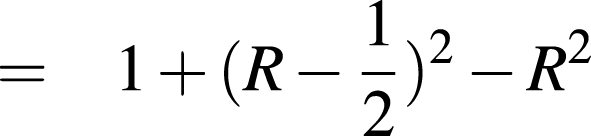 = 1 + (R − 1/2)² − R²